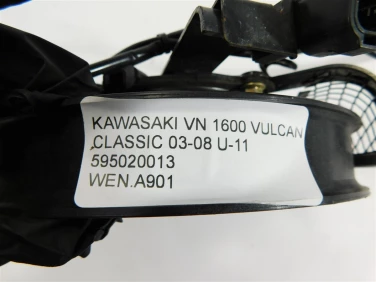 KAWASAKI VN 1600 VULCAN
CLASSIC 03-08 U-11
595020013
WEN.A901